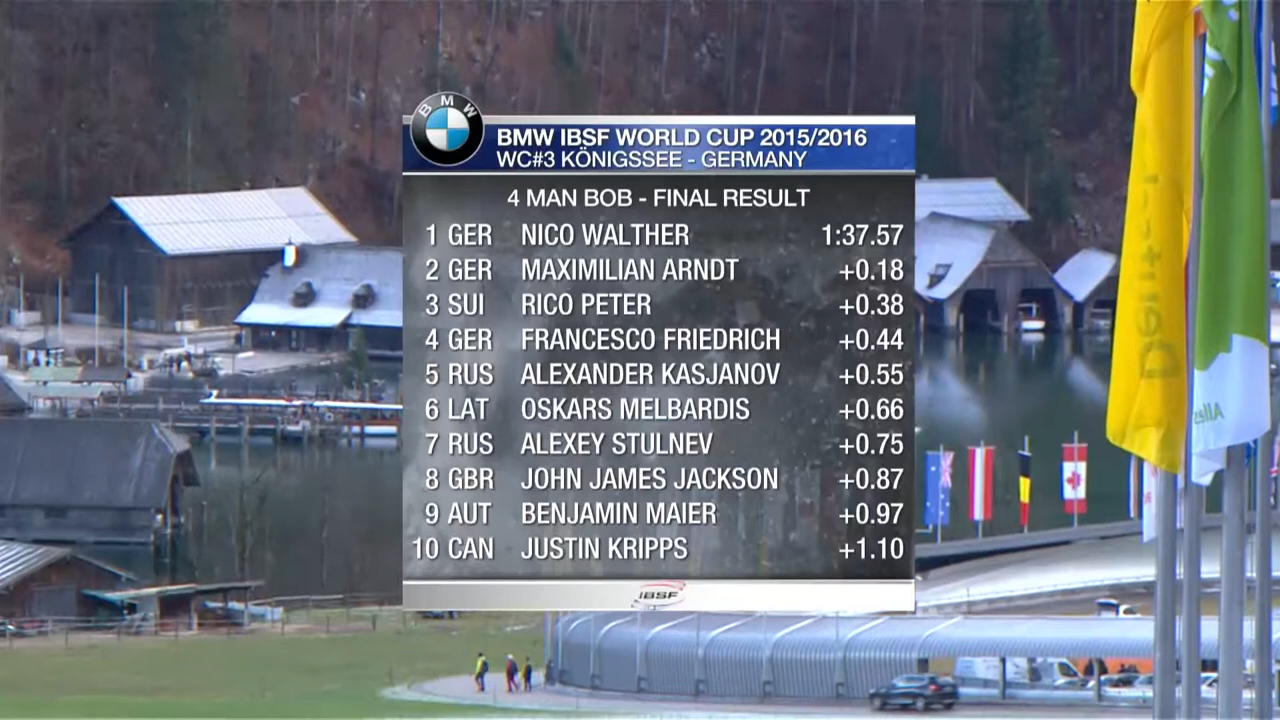 BMW
BMW IBSF WORLD CUP 2015/2016
WC#3 KÖNIGSSEE - GERMANY
4 MAN BOB - FINAL RESULT
1 GER NICO WALTHER 1:37.57
2 GER MAXIMILIAN ARNDT +0.18
3 SUI RICO PETER +0.38
4 GER FRANCESCO FRIEDRICH +0.44
5 RUS ALEXANDER KASJANOV +0.55
6 LAT OSKARS MELBARDIS +0.66
7 RUS ALEXEY STULNEV +0.75
8 GBR JOHN JAMES JACKSON +0.87
9 AUT BENJAMIN MAIER +0.97
10 CAN JUSTIN KRIPPS +1.10
IBSF